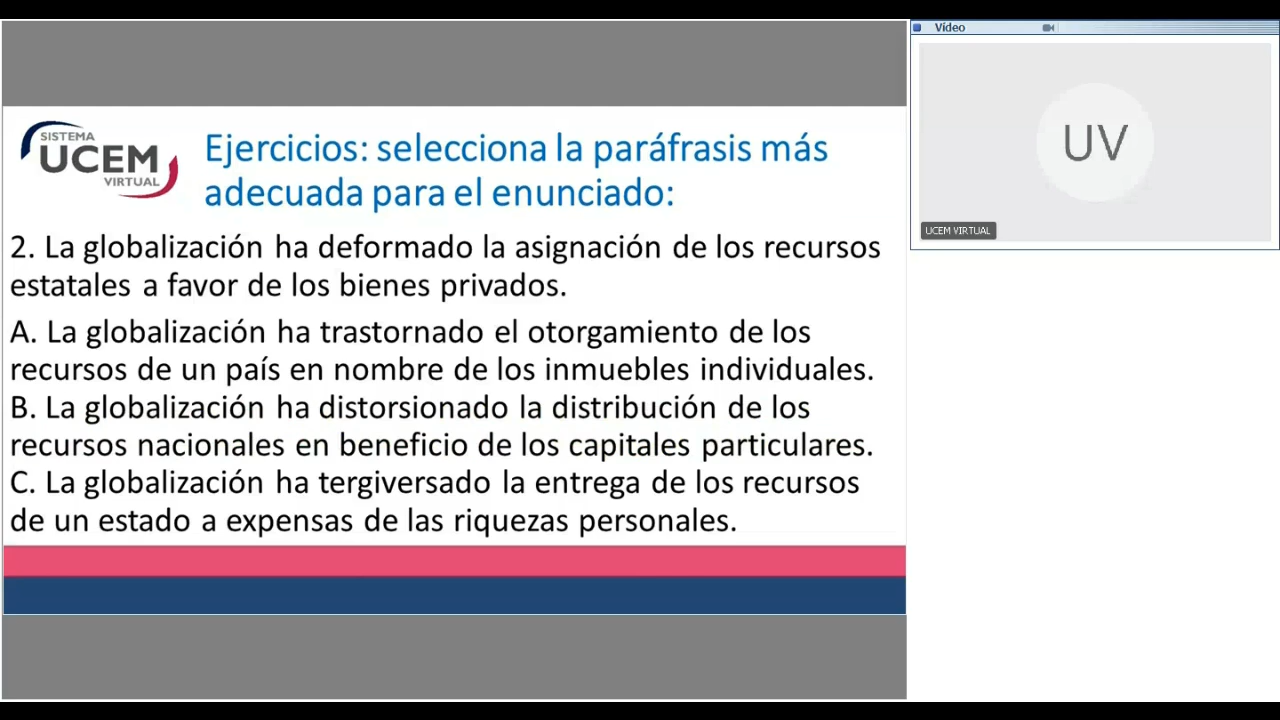 SISTEMA
UCEM
VIRTUAL
Ejercicios: selecciona la paráfrasis más
adecuada para el enunciado:
2. La globalización ha deformado la asignación de los recursos
estatales a favor de los bienes privados.
A. La globalización ha trastornado el otorgamiento de los
recursos de un país en nombre de los inmuebles individuales.
B. La globalización ha distorsionado la distribución de los
recursos nacionales en beneficio de los capitales particulares.
C. La globalización ha tergiversado la entrega de los recursos
de un estado a expensas de las riquezas personales.
Vídeo
UV
UCEM VIRTUAL